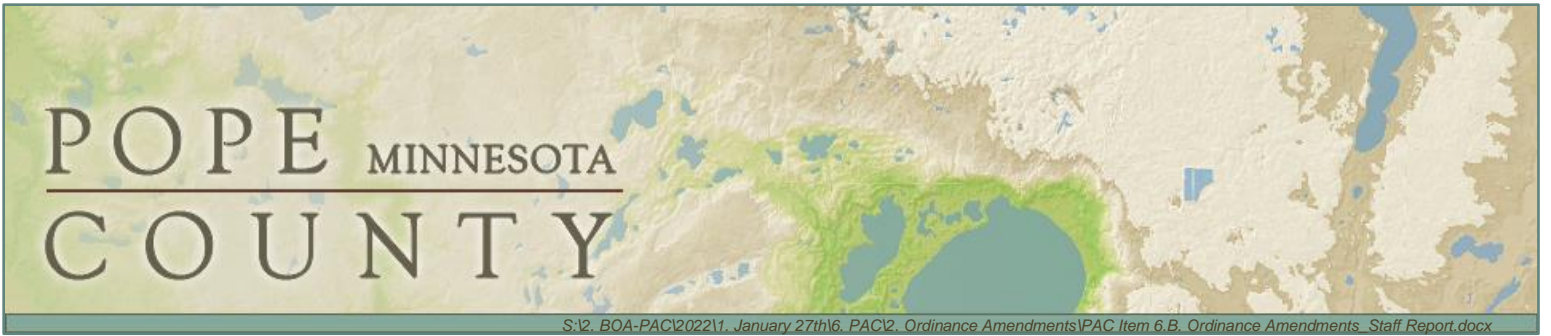 POPE MINNESOTA
COUNTY
S:\2. BOA-PAC\2022\1. January 27th\6. PAC\2. Ordinance Amendments\PAC Item 6.B. Ordinance Amendments_Staff Report.docx